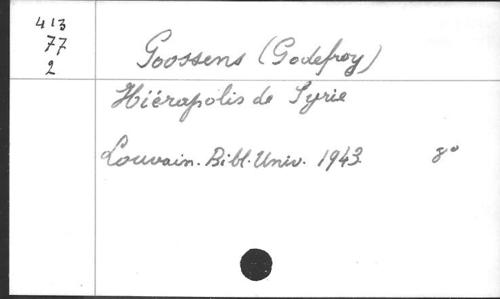 413
77
2
Goossens (Godefroy)
Hiérapolis de Syrie
Louvain. Bibl. Univ. 1943. 8°